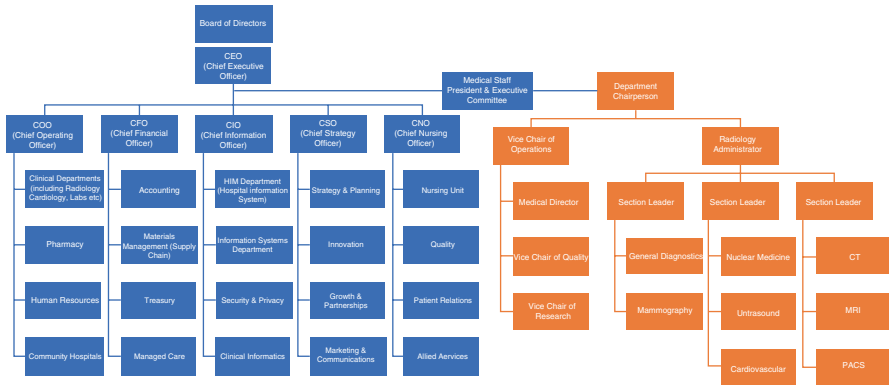 Board of Directors
CEO
(Chief Executive
Officer)
Medical Staff
President & Executive
Committee
Department
Chairperson
COO
(Chief Operating
Officer)
CFO
(Chief Financial
Officer)
CIO
(Chief Information
Officer)
CSO
(Chief Strategy
Officer)
CNO
(Chief Nursing
Officer)
Vice Chair of
Operations
Radiology
Administrator
Clinical Departments
(including Radiology
Cardiology, Labs etc)
Accounting
HIM Department
(Hospital information
System)
Strategy & Planning
Nursing Unit
Medical Director
Section Leader
Section Leader
Section Leader
Pharmacy
Materials
Management (Supply
Chain)
Information Systems
Department
Innovation
Quality
Vice Chair of Quality
General Diagnostics
Nuclear Medicine
CT
Human Resources
Treasury
Security & Privacy
Growth &
Partnerships
Patient Relations
Vice Chair of
Research
Mammography
Untrasound
MRI
Community Hospitals
Managed Care
Clinical Informatics
Marketing &
Communications
Allied Aervices
Cardiovascular
PACS